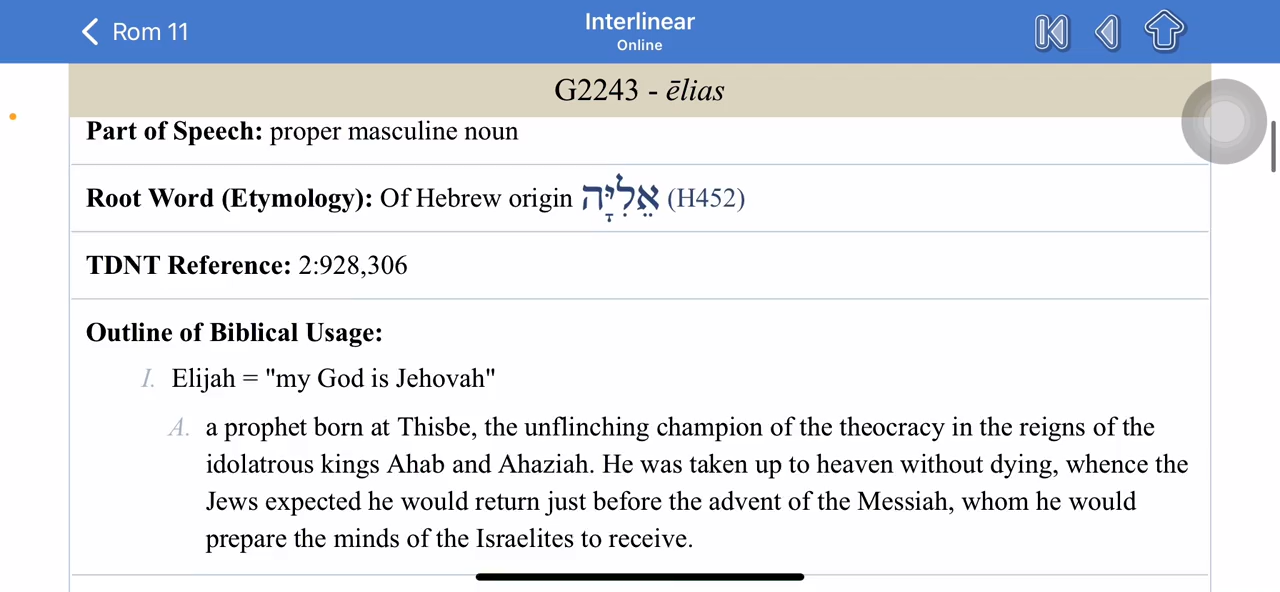 Rom 11
Interlinear
Online
G2243 - ēlias
Part of Speech: proper masculine noun
Root Word (Etymology): Of Hebrew origin אֵלִיָּה (H452)
TDNT Reference: 2:928,306
Outline of Biblical Usage:
I. Elijah = "my God is Jehovah"
A. a prophet born at Thisbe, the unflinching champion of the theocracy in the reigns of the
idolatrous kings Ahab and Ahaziah. He was taken up to heaven without dying, whence the
Jews expected he would return just before the advent of the Messiah, whom he would
prepare the minds of the Israelites to receive.